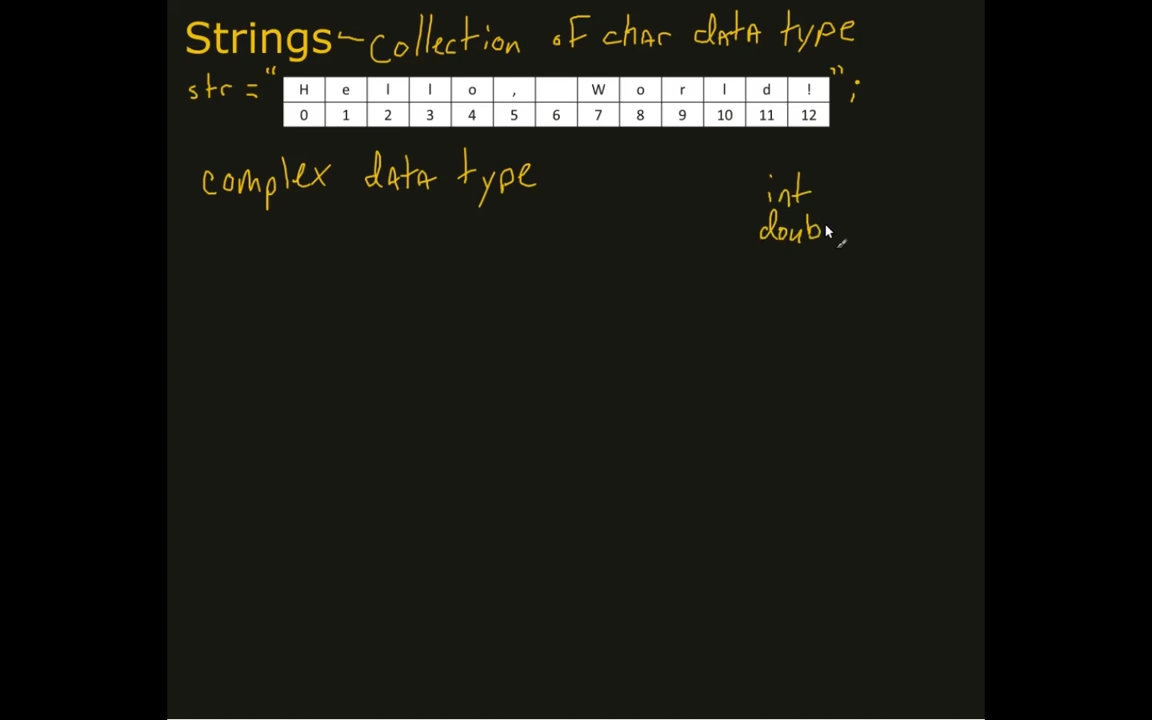 Strings - Collection of char data type
str = " H e l l o , W o r l d ! " ;
0 1 2 3 4 5 6 7 8 9 10 11 12
complex data type
int
doub